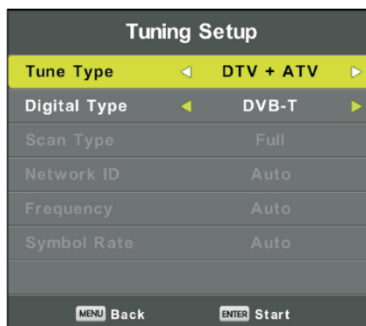 Tuning Setup
Tune Type DTV + ATV
Digital Type DVB-T
Scan Type Full
Network ID Auto
Frequency Auto
Symbol Rate Auto
MENU Back ENTER Start